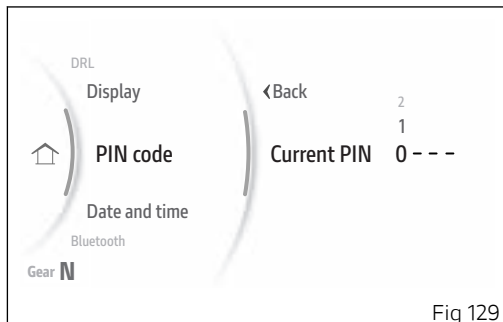 DRL
Display
PIN code
Date and time
Bluetooth
Gear N
‹Back
2
1
Current PIN 0 – – –
Fig 129